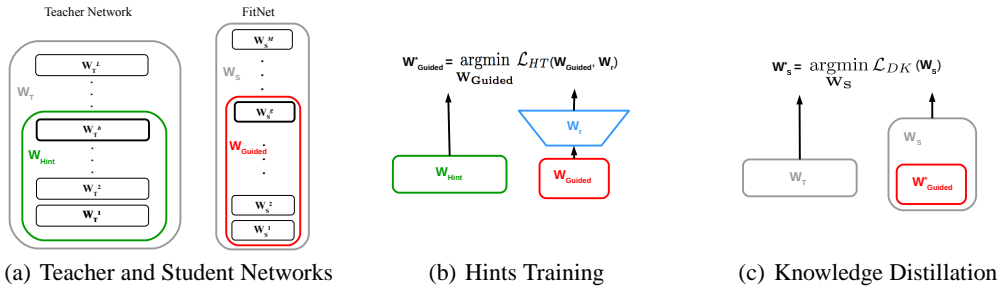 Teacher Network
W_T^L
W_T
W_T^h
W_Hint
W_T^2
W_T^1
(a) Teacher and Student Networks
FitNet
W_S^M
W_S
W_S^g
W_Guided
W_S^2
W_S^1
W*_Guided = argmin L_HT(W_Guided, W_r)
W_Guided
W_r
W_Hint
W_Guided
(b) Hints Training
W*_S = argmin L_DK(W_S)
W_S
W_S
W_T
W*_Guided
(c) Knowledge Distillation